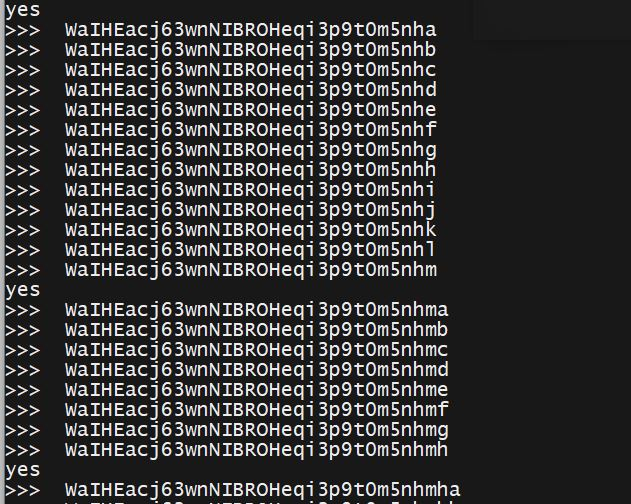 yes
>>>  WaIHEacj63wnNIBROHeqi3p9tOm5nha
>>>  WaIHEacj63wnNIBROHeqi3p9tOm5nhb
>>>  WaIHEacj63wnNIBROHeqi3p9tOm5nhc
>>>  WaIHEacj63wnNIBROHeqi3p9tOm5nhd
>>>  WaIHEacj63wnNIBROHeqi3p9tOm5nhe
>>>  WaIHEacj63wnNIBROHeqi3p9tOm5nhf
>>>  WaIHEacj63wnNIBROHeqi3p9tOm5nhg
>>>  WaIHEacj63wnNIBROHeqi3p9tOm5nhh
>>>  WaIHEacj63wnNIBROHeqi3p9tOm5nhi
>>>  WaIHEacj63wnNIBROHeqi3p9tOm5nhj
>>>  WaIHEacj63wnNIBROHeqi3p9tOm5nhk
>>>  WaIHEacj63wnNIBROHeqi3p9tOm5nhl
>>>  WaIHEacj63wnNIBROHeqi3p9tOm5nhm
yes
>>>  WaIHEacj63wnNIBROHeqi3p9tOm5nhma
>>>  WaIHEacj63wnNIBROHeqi3p9tOm5nhmb
>>>  WaIHEacj63wnNIBROHeqi3p9tOm5nhmc
>>>  WaIHEacj63wnNIBROHeqi3p9tOm5nhmd
>>>  WaIHEacj63wnNIBROHeqi3p9tOm5nhme
>>>  WaIHEacj63wnNIBROHeqi3p9tOm5nhmf
>>>  WaIHEacj63wnNIBROHeqi3p9tOm5nhmg
>>>  WaIHEacj63wnNIBROHeqi3p9tOm5nhmh
yes
>>>  WaIHEacj63wnNIBROHeqi3p9tOm5nhmha